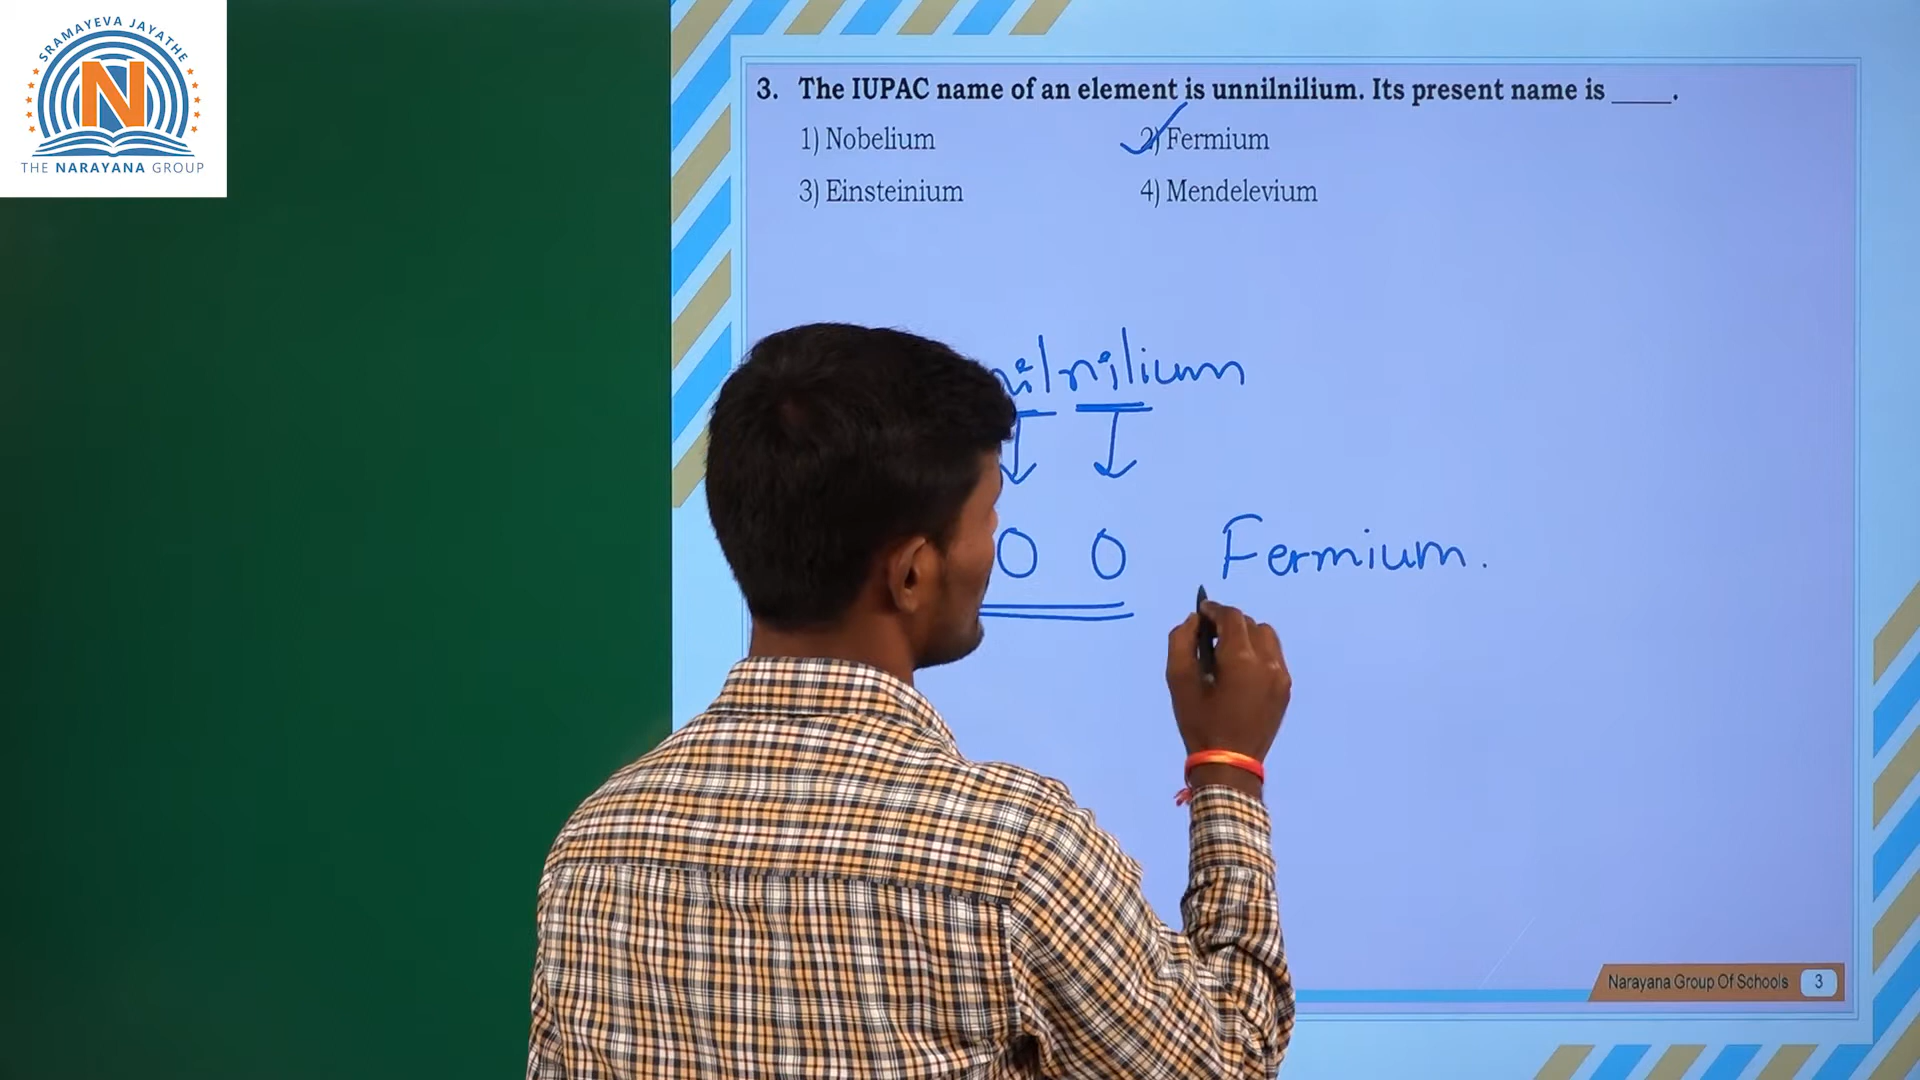 SRAMAYEVA JAYATHE
N
THE NARAYANA GROUP
3. The IUPAC name of an element is unnilnilium. Its present name is _____.
1) Nobelium 2) Fermium
3) Einsteinium 4) Mendelevium
nilnilium
0 0 Fermium.
Narayana Group Of Schools 3